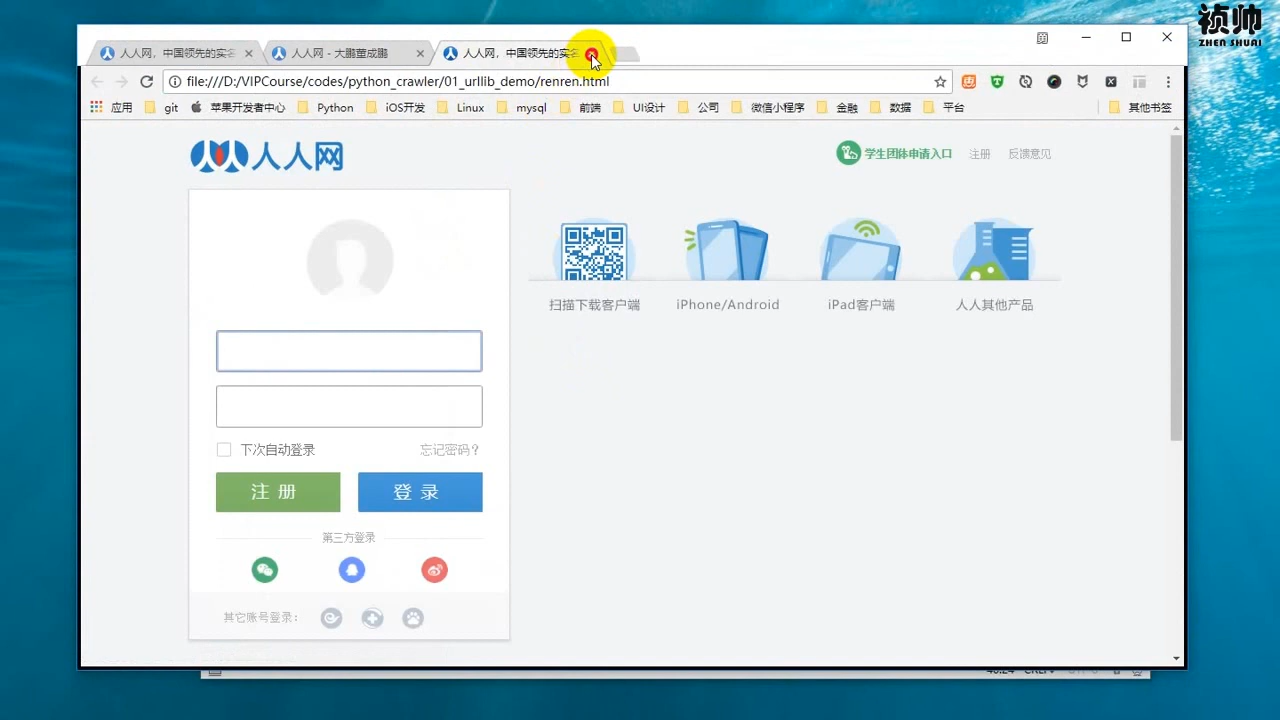 祯帅
ZHEN SHUAI
人人网，中国领先的实名
人人网 - 大鹏董成鹏
人人网，中国领先的实名
file:///D:/VIPCourse/codes/python_crawler/01_urllib_demo/renren.html
应用 git 苹果开发者中心 Python iOS开发 Linux mysql 前端 UI设计 公司 微信小程序 金融 数据 平台 其他书签
人人网
学生团体申请入口 注册 反馈意见
扫描下载客户端 iPhone/Android iPad客户端 人人其他产品
下次自动登录 忘记密码？
注 册 登 录
第三方登录
其它账号登录：